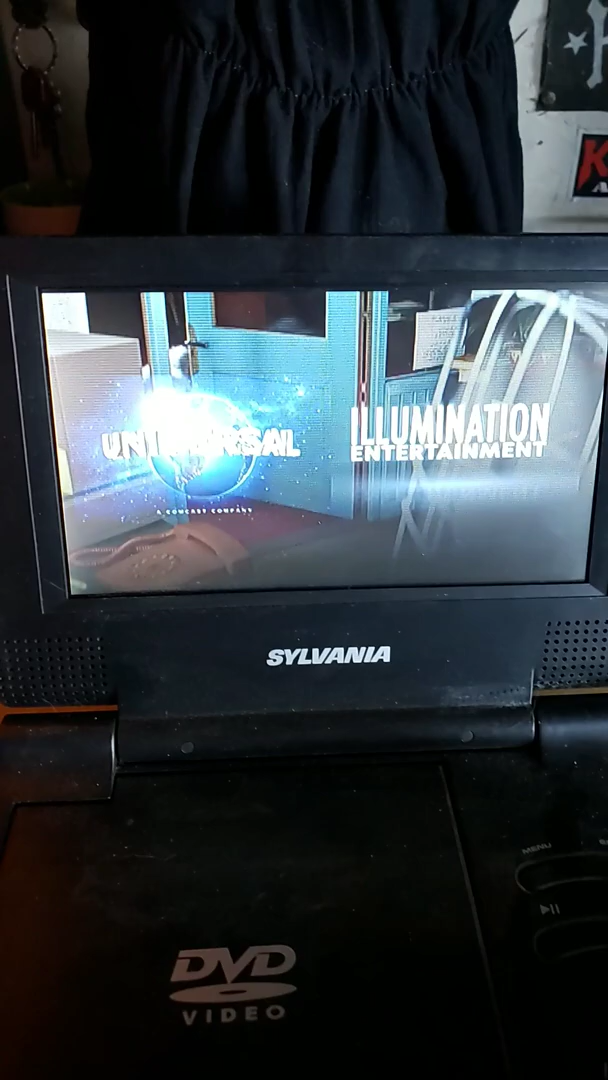 UNIVERSAL
A COMCAST COMPANY
ILLUMINATION
ENTERTAINMENT
SYLVANIA
MENU
DVD
VIDEO